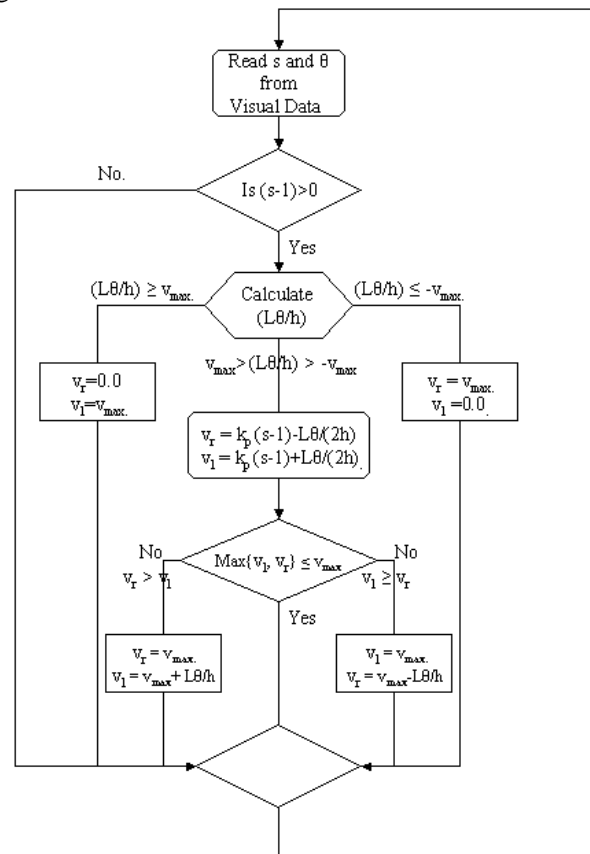 Read s and θ
from
Visual Data
No.
Is (s-1)>0
Yes
(Lθ/h) ≥ vmax.
Calculate
(Lθ/h)
(Lθ/h) ≤ -vmax.
vmax>(Lθ/h) > -vmax
vr=0.0
vl=vmax.
vr = vmax.
vl =0.0.
vr = kp(s-1)-Lθ/(2h)
vl = kp(s-1)+Lθ/(2h).
No
vr > vl
Max{vl, vr} ≤ vmax
No
vl ≥ vr
Yes
vr = vmax.
vl = vmax+ Lθ/h
vl = vmax.
vr = vmax-Lθ/h